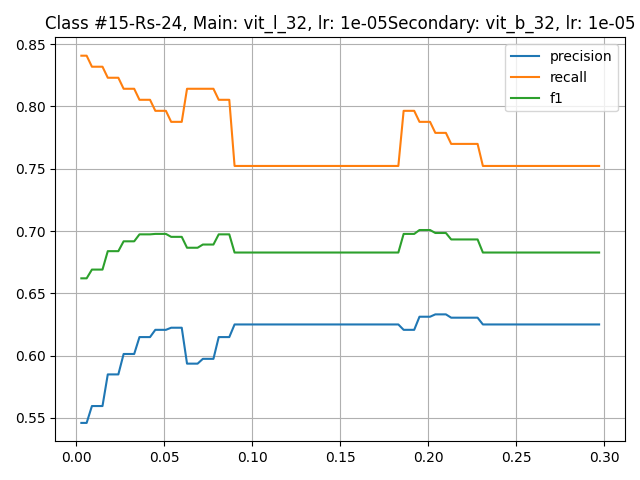 Class #15-Rs-24, Main: vit_l_32, lr: 1e-05Secondary: vit_b_32, lr: 1e-05
precision
recall
f1
0.85
0.80
0.75
0.70
0.65
0.60
0.55
0.00 0.05 0.10 0.15 0.20 0.25 0.30